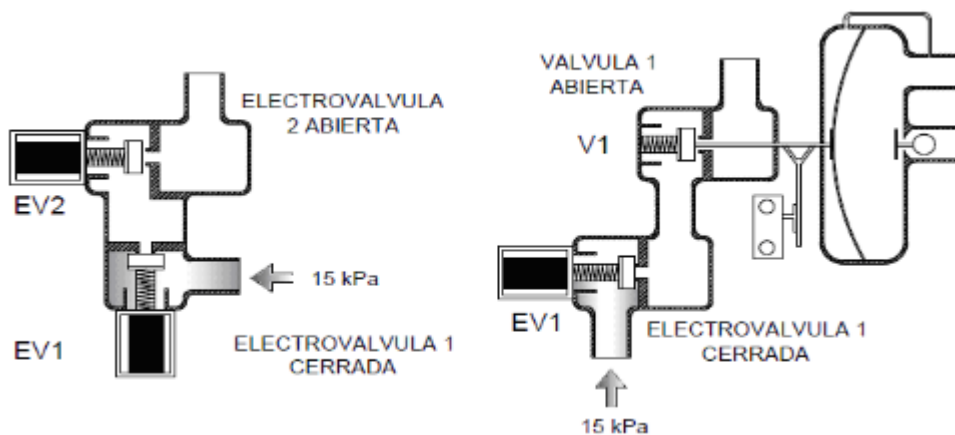 ELECTROVALVULA
2 ABIERTA
EV2
15 kPa
EV1
ELECTROVALVULA 1
CERRADA
VALVULA 1
ABIERTA
V1
EV1
ELECTROVALVULA 1
CERRADA
15 kPa